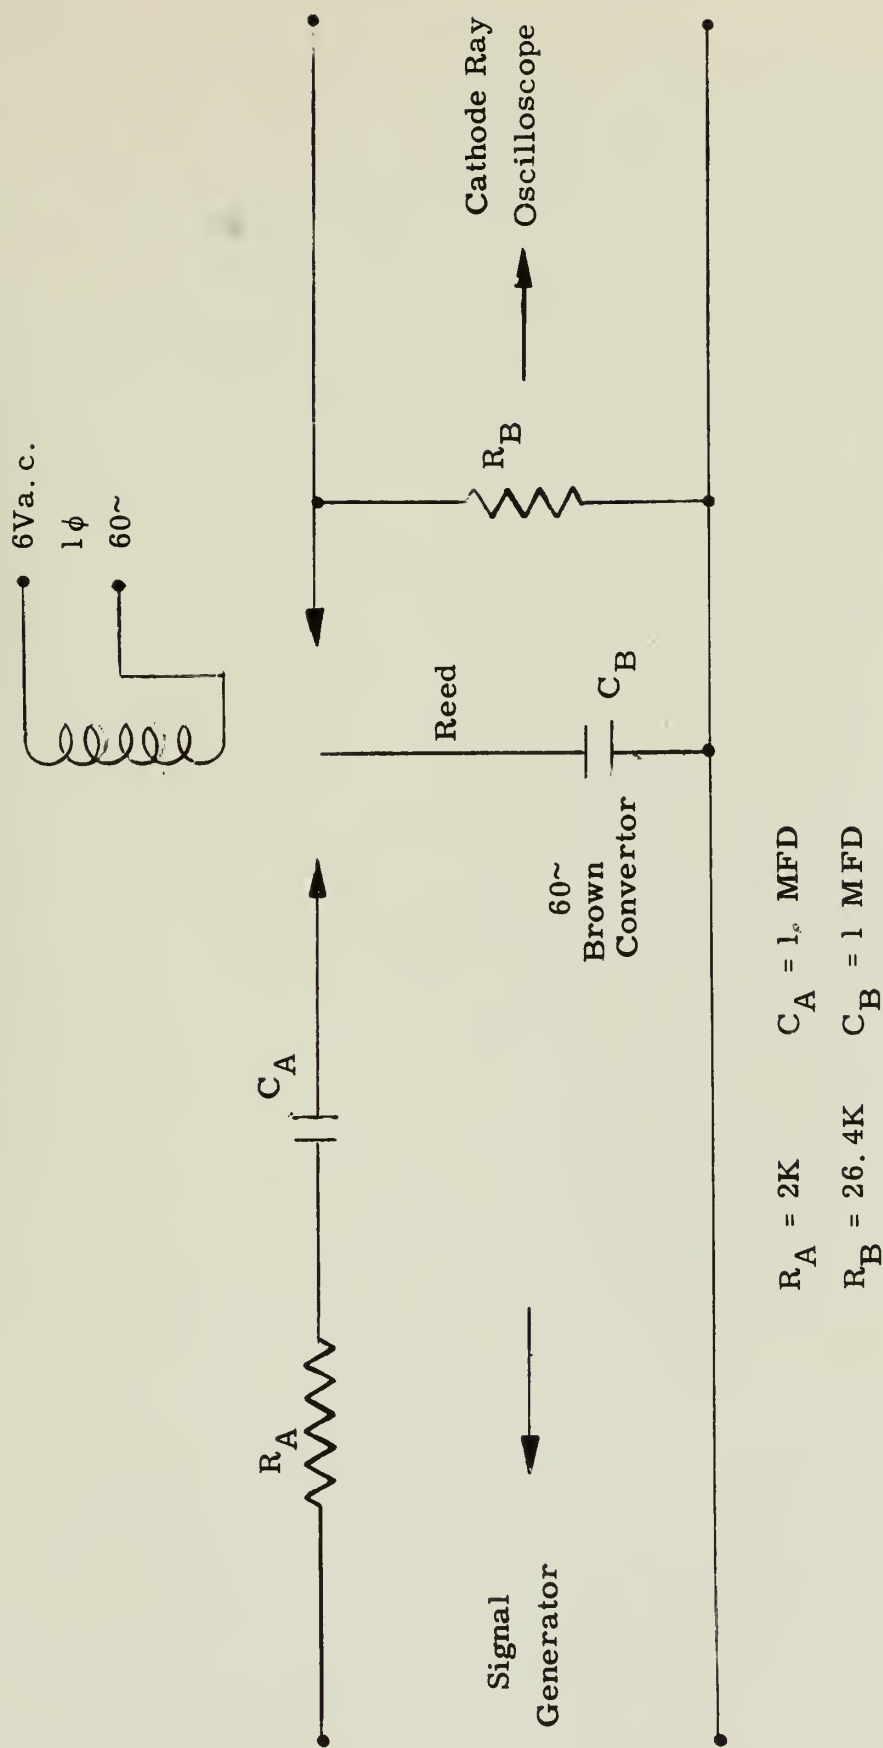 6Va.c.
1ϕ
60~
Reed
60~
Brown
Convertor
C_B
R_B
Cathode Ray
Oscilloscope
C_A
R_A
Signal
Generator
R_A = 2K C_A = 1. MFD
R_B = 26.4K C_B = 1 MFD